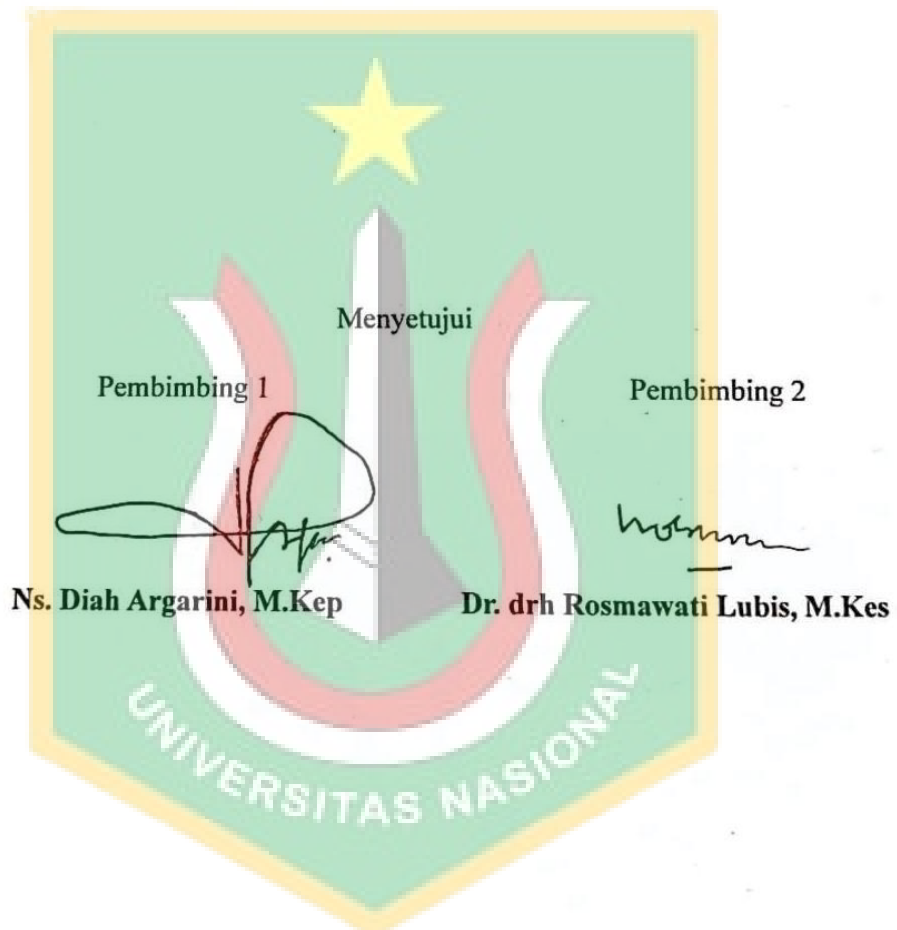 Menyetujui
Pembimbing 1
Pembimbing 2
Ns. Diah Argarini, M.Kep
Dr. drh Rosmawati Lubis, M.Kes
UNIVERSITAS NASIONAL